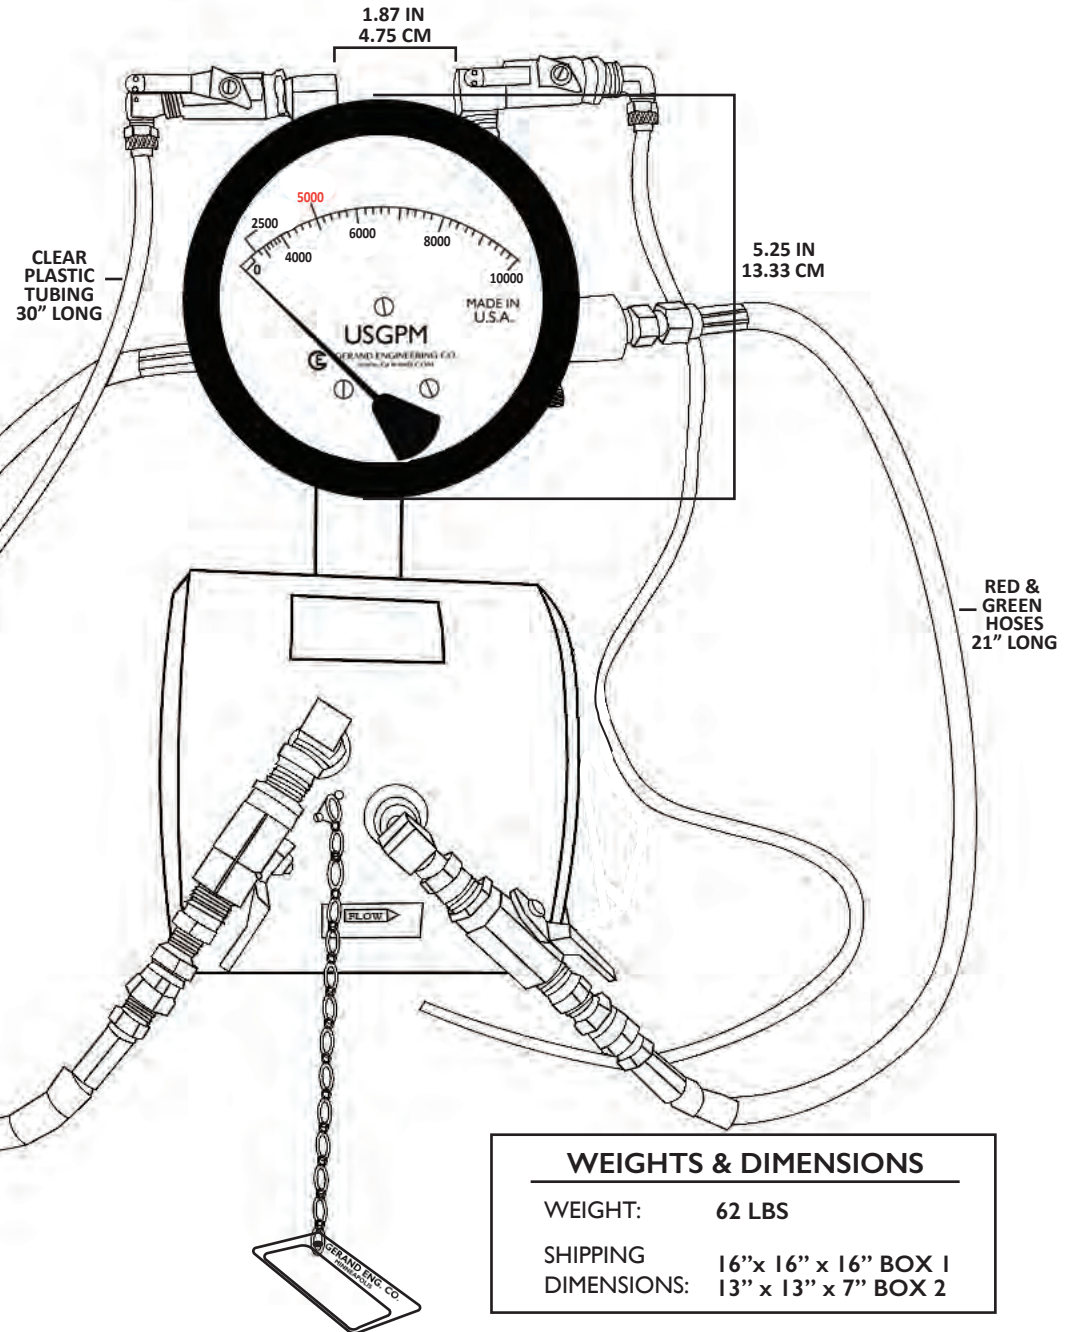 1.87 IN
4.75 CM
5000
2500
6000
8000
0
4000
10000
CLEAR
PLASTIC
TUBING
30” LONG
5.25 IN
13.33 CM
MADE IN
U.S.A.
USGPM
GERAND ENGINEERING CO.
RED &
GREEN
HOSES
21” LONG
FLOW
GERAND ENG. CO.
MINNEAPOLIS
WEIGHTS & DIMENSIONS
WEIGHT: 62 LBS
SHIPPING
DIMENSIONS:
16”x 16” x 16” BOX 1
13” x 13” x 7” BOX 2